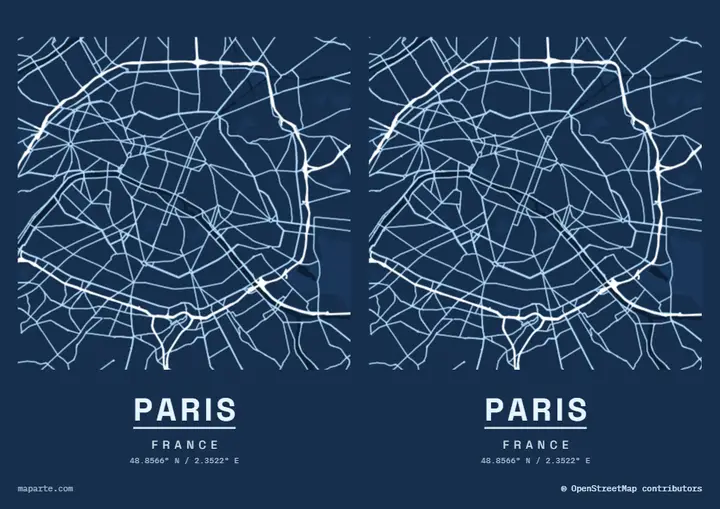 PARIS
FRANCE
48.8566° N / 2.3522° E
PARIS
FRANCE
48.8566° N / 2.3522° E
maparte.com
© OpenStreetMap contributors